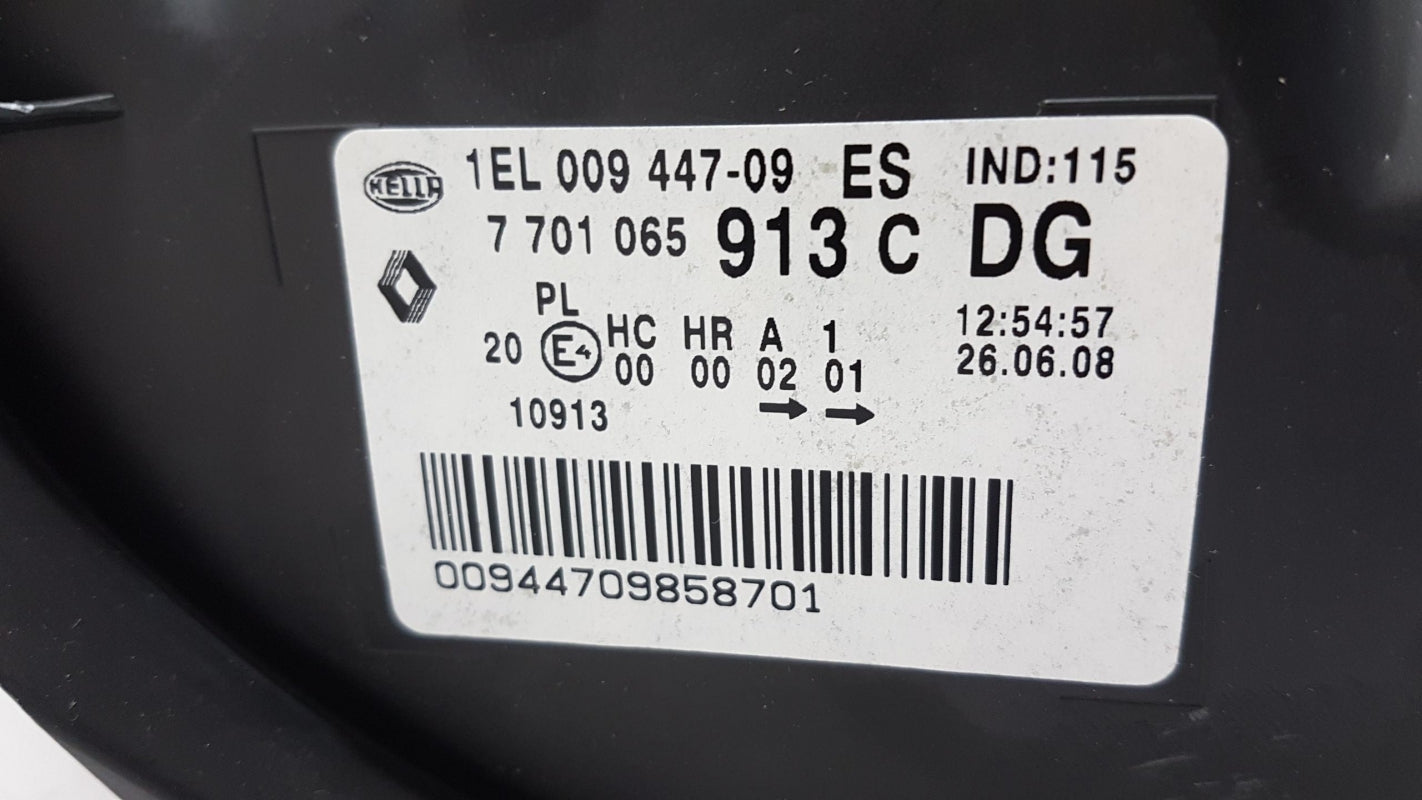 HELLA 1EL 009 447-09 ES IND:115
7 701 065 913 C DG
PL
20 E4 HC HR A 1 12:54:57
00 00 02 01 26.06.08
10913 → →
00944709858701